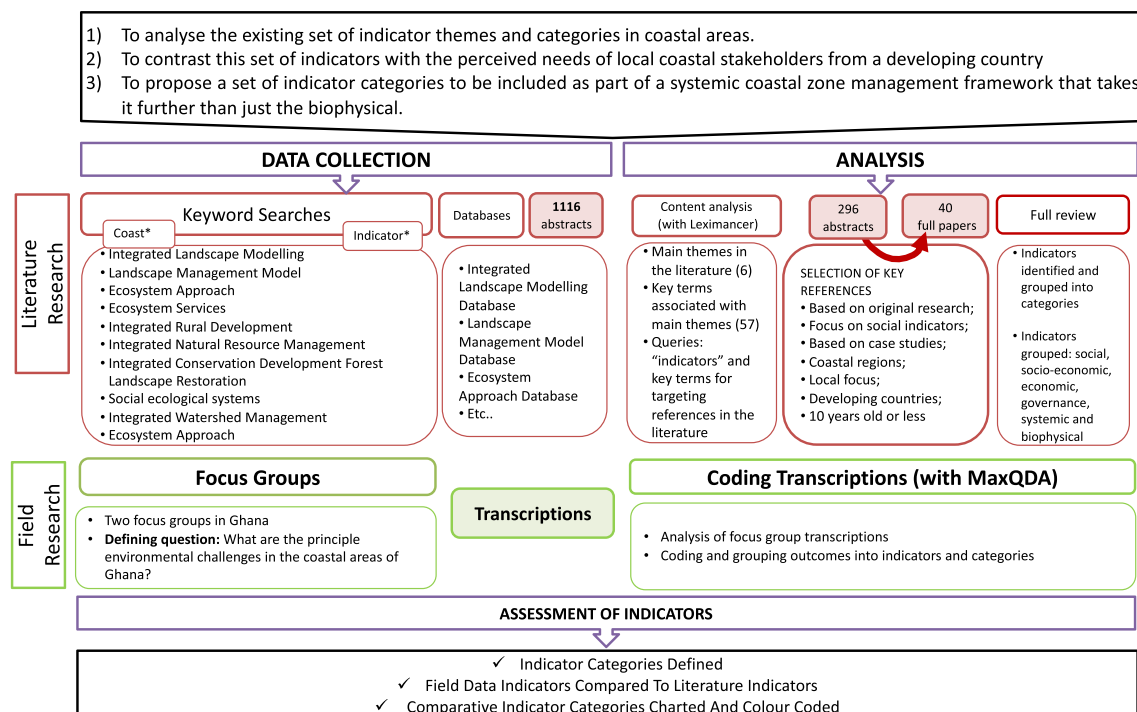 1) To analyse the existing set of indicator themes and categories in coastal areas.
2) To contrast this set of indicators with the perceived needs of local coastal stakeholders from a developing country
3) To propose a set of indicator categories to be included as part of a systemic coastal zone management framework that takes
it further than just the biophysical.
DATA COLLECTION
ANALYSIS
Literature
Research
Keyword Searches
Coast*
Indicator*
• Integrated Landscape Modelling
• Landscape Management Model
• Ecosystem Approach
• Ecosystem Services
• Integrated Rural Development
• Integrated Natural Resource Management
• Integrated Conservation Development Forest
Landscape Restoration
• Social ecological systems
• Integrated Watershed Management
• Ecosystem Approach
Databases
1116
abstracts
• Integrated
Landscape Modelling
Database
• Landscape
Management Model
Database
• Ecosystem
Approach Database
• Etc..
Content analysis
(with Leximancer)
• Main themes in
the literature (6)
• Key terms
associated with
main themes (57)
• Queries:
“indicators” and
key terms for
targeting
references in the
literature
296
abstracts
40
full papers
SELECTION OF KEY
REFERENCES
• Based on original research;
• Focus on social indicators;
• Based on case studies;
• Coastal regions;
• Local focus;
• Developing countries;
• 10 years old or less
Full review
• Indicators
identified and
grouped into
categories
• Indicators
grouped: social,
socio-economic,
economic,
governance,
systemic and
biophysical
Field
Research
Focus Groups
• Two focus groups in Ghana
• Defining question: What are the principle
environmental challenges in the coastal areas of
Ghana?
Transcriptions
Coding Transcriptions (with MaxQDA)
• Analysis of focus group transcriptions
• Coding and grouping outcomes into indicators and categories
ASSESSMENT OF INDICATORS
✓ Indicator Categories Defined
✓ Field Data Indicators Compared To Literature Indicators
✓ Comparative Indicator Categories Charted And Colour Coded